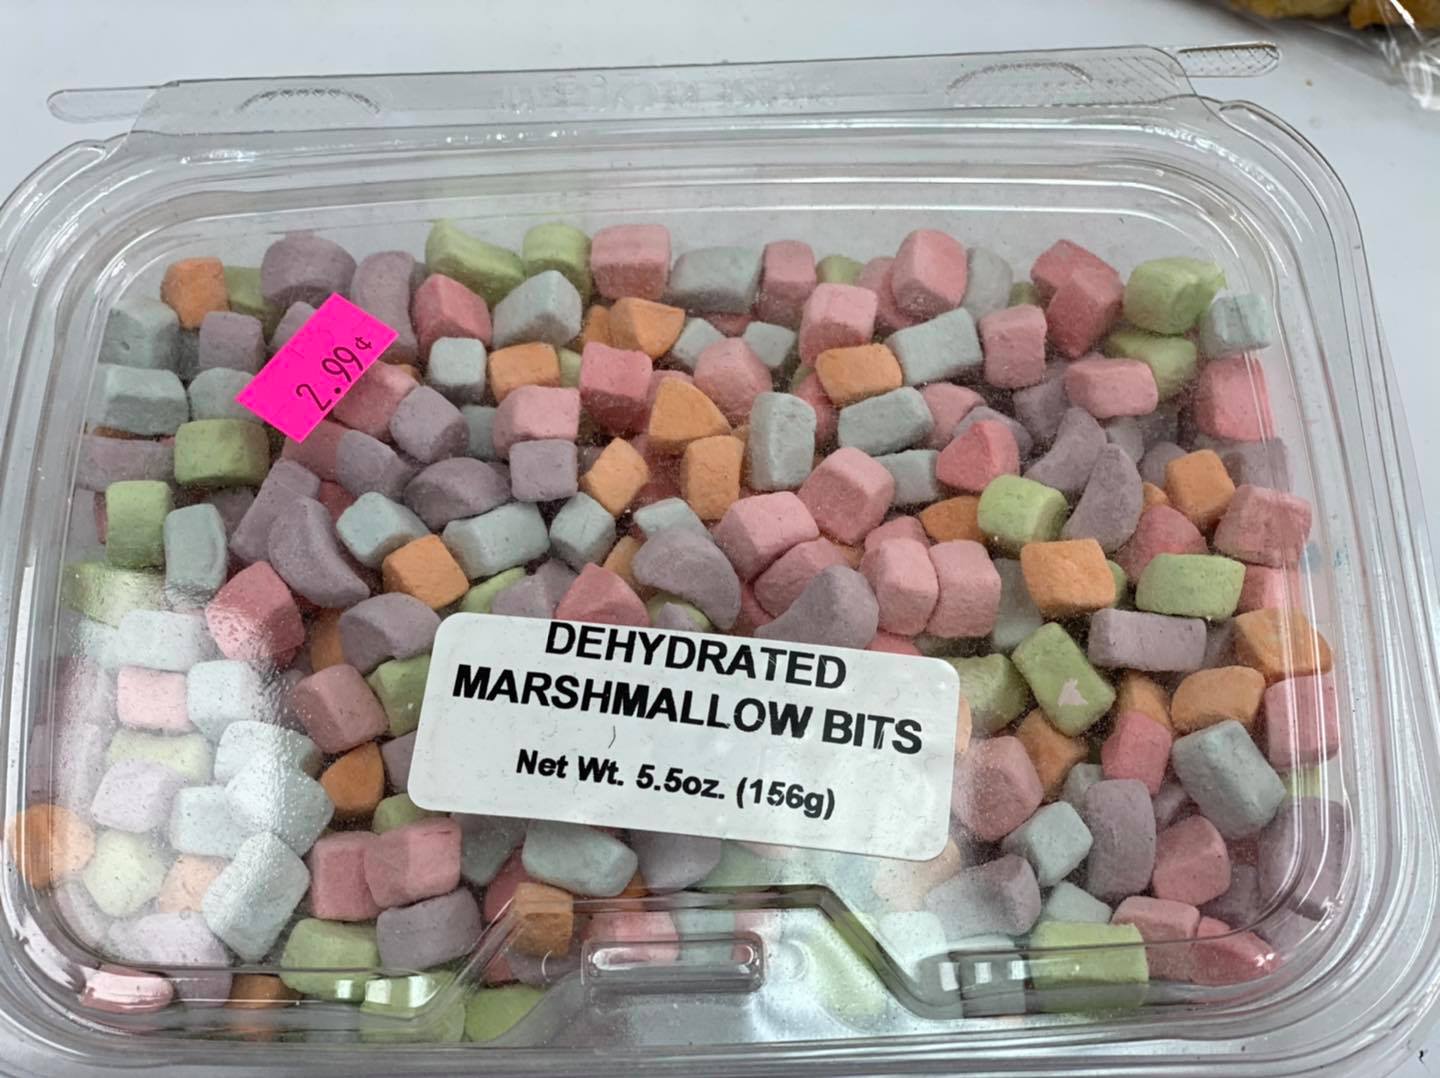 2.99¢
DEHYDRATED
MARSHMALLOW BITS
Net Wt. 5.5oz. (156g)